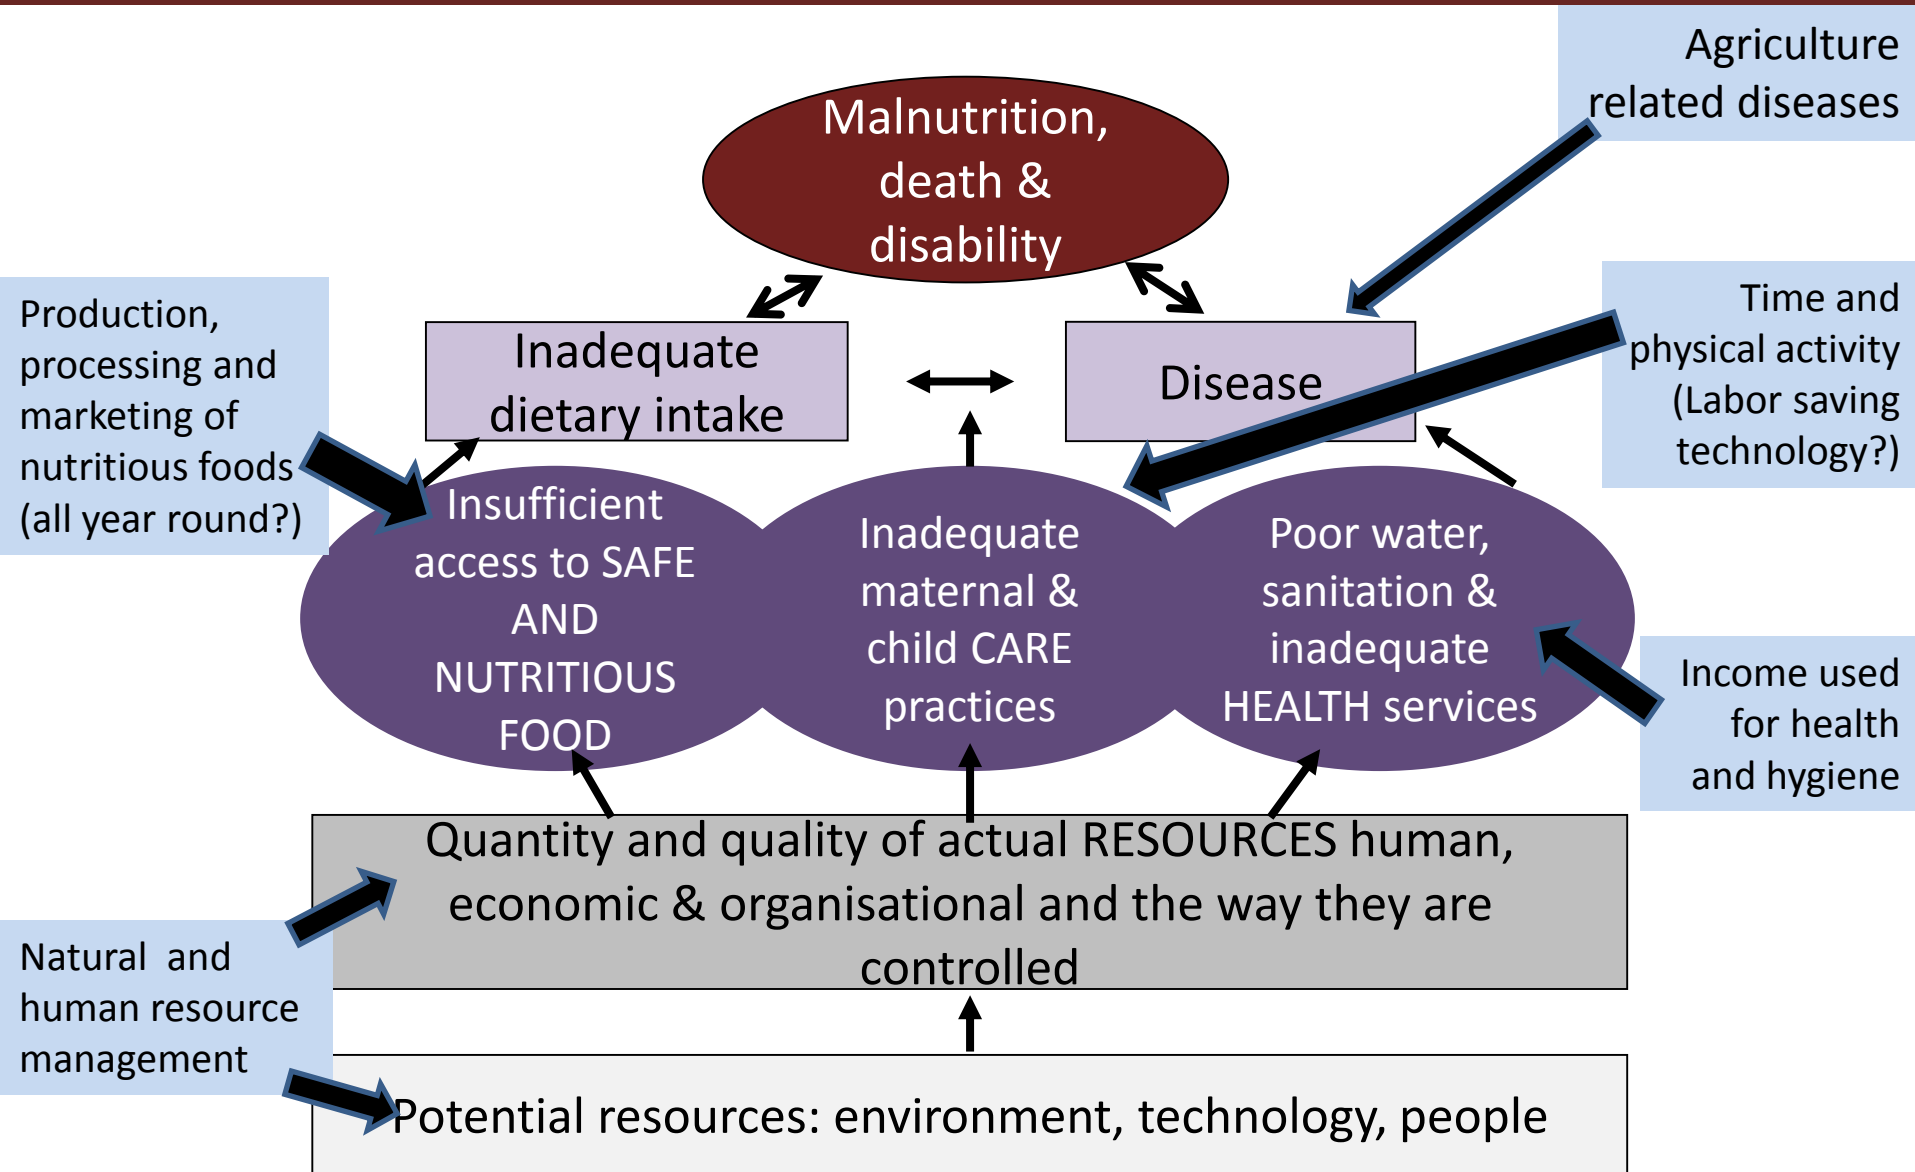 Agriculture
related diseases
Malnutrition,
death &
disability
Production,
processing and
marketing of
nutritious foods
(all year round?)
Inadequate
dietary intake
Disease
Time and
physical activity
(Labor saving
technology?)
Insufficient
access to SAFE
AND
NUTRITIOUS
FOOD
Inadequate
maternal &
child CARE
practices
Poor water,
sanitation &
inadequate
HEALTH services
Income used
for health
and hygiene
Quantity and quality of actual RESOURCES human,
economic & organisational and the way they are
controlled
Natural and
human resource
management
Potential resources: environment, technology, people